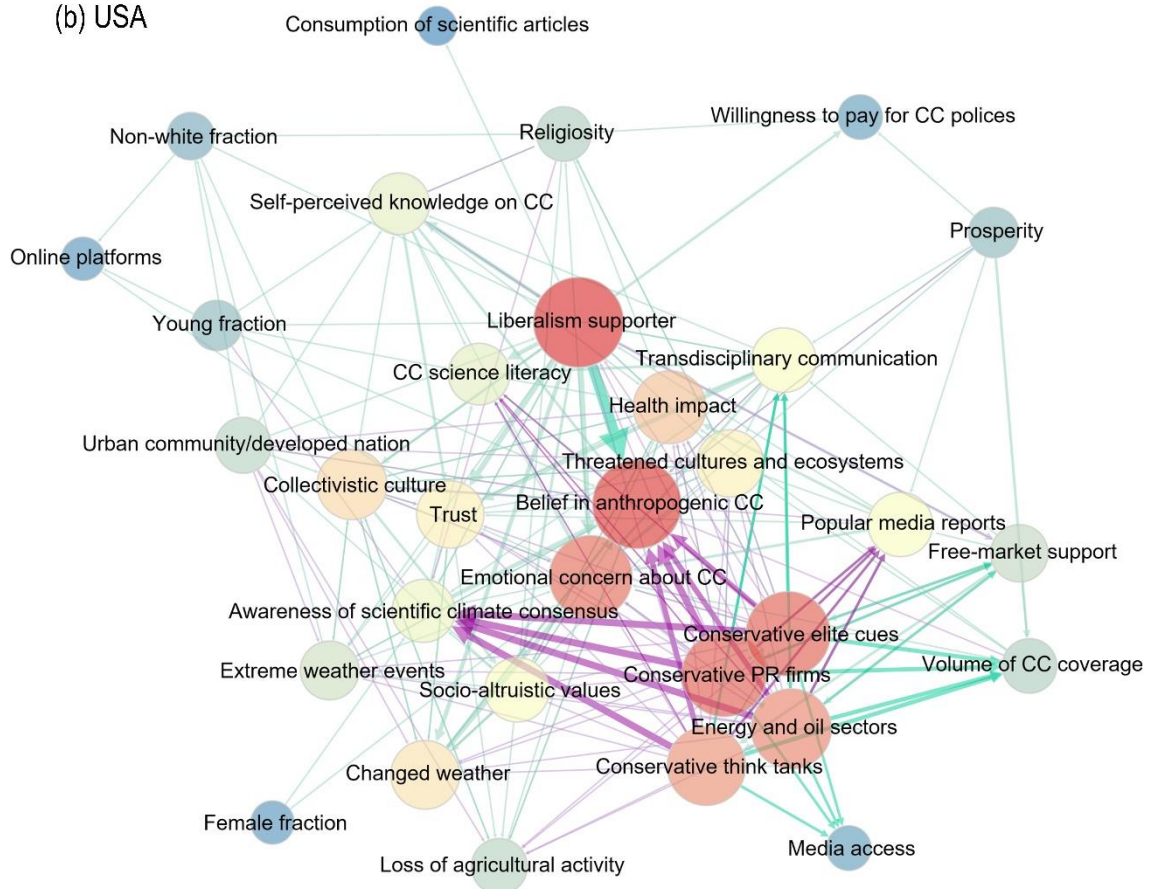 (b) USA
Consumption of scientific articles
Willingness to pay for CC polices
Non-white fraction
Religiosity
Self-perceived knowledge on CC
Prosperity
Online platforms
Young fraction
Liberalism supporter
Transdisciplinary communication
CC science literacy
Health impact
Urban community/developed nation
Threatened cultures and ecosystems
Collectivistic culture
Belief in anthropogenic CC
Trust
Popular media reports
Free-market support
Emotional concern about CC
Awareness of scientific climate consensus
Conservative elite cues
Volume of CC coverage
Extreme weather events
Conservative PR firms
Socio-altruistic values
Energy and oil sectors
Conservative think tanks
Changed weather
Female fraction
Media access
Loss of agricultural activity